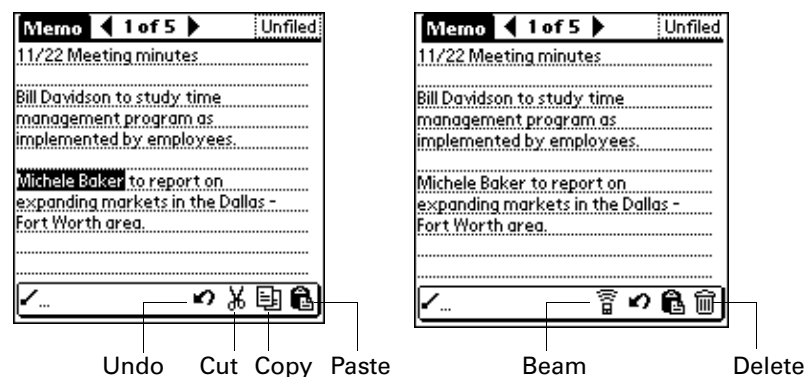 Memo 1 of 5 Unfiled
11/22 Meeting minutes
Bill Davidson to study time
management program as
implemented by employees.
Michele Baker to report on
expanding markets in the Dallas -
Fort Worth area.
...
Undo Cut Copy Paste
Memo 1 of 5 Unfiled
11/22 Meeting minutes
Bill Davidson to study time
management program as
implemented by employees.
Michele Baker to report on
expanding markets in the Dallas -
Fort Worth area.
...
Beam Delete